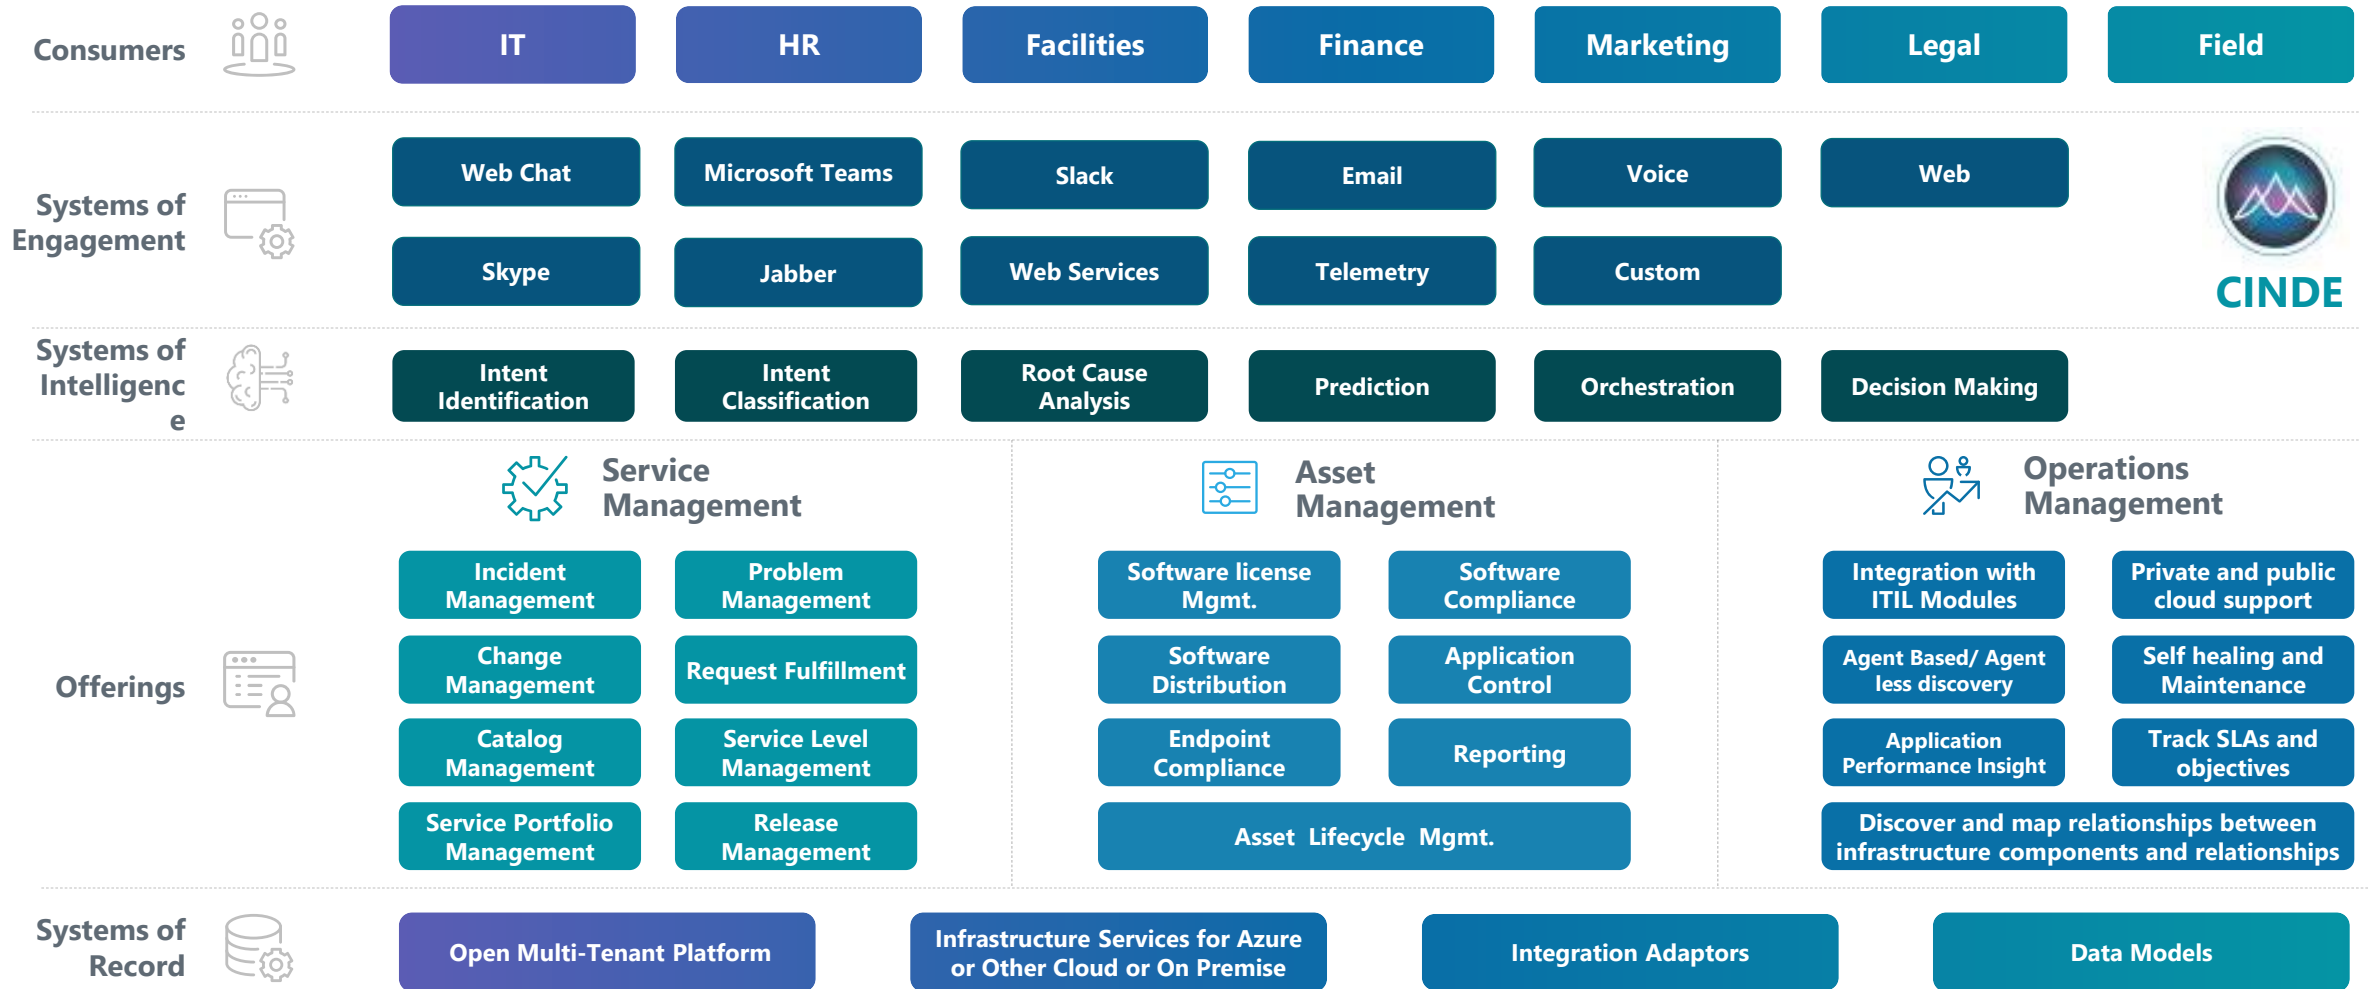 Consumers
IT
HR
Facilities
Finance
Marketing
Legal
Field
Systems of
Engagement
Web Chat
Microsoft Teams
Slack
Email
Voice
Web
Skype
Jabber
Web Services
Telemetry
Custom
CINDE
Systems of
Intelligenc
e
Intent
Identification
Intent
Classification
Root Cause
Analysis
Prediction
Orchestration
Decision Making
Offerings
Service
Management
Incident
Management
Problem
Management
Change
Management
Request Fulfillment
Catalog
Management
Service Level
Management
Service Portfolio
Management
Release
Management
Asset
Management
Software license
Mgmt.
Software
Compliance
Software
Distribution
Application
Control
Endpoint
Compliance
Reporting
Asset Lifecycle Mgmt.
Operations
Management
Integration with
ITIL Modules
Private and public
cloud support
Agent Based/ Agent
less discovery
Self healing and
Maintenance
Application
Performance Insight
Track SLAs and
objectives
Discover and map relationships between
infrastructure components and relationships
Systems of
Record
Open Multi-Tenant Platform
Infrastructure Services for Azure
or Other Cloud or On Premise
Integration Adaptors
Data Models